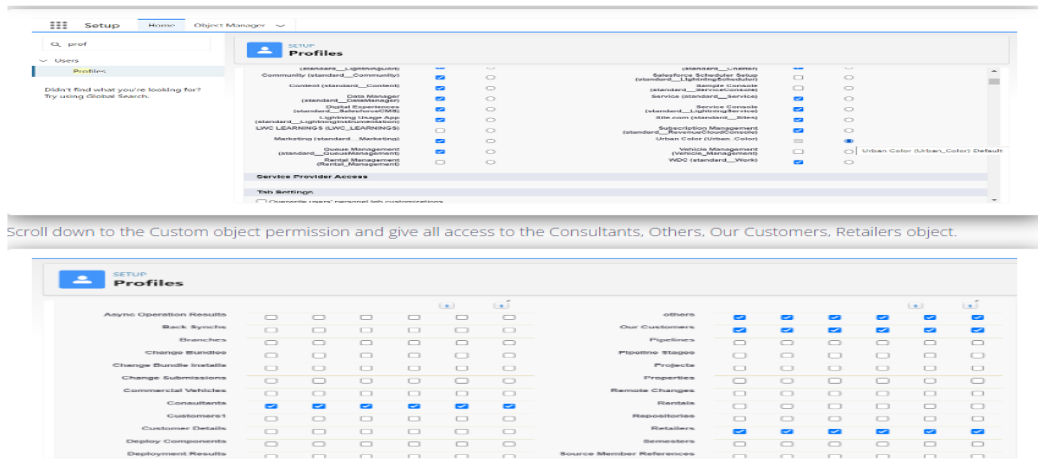 Setup Home Object Manager
prof
Users
Profiles
Didn't find what you're looking for?
Try using Global Search.
SETUP
Profiles
(standard__LightningBolt) (standard__Chatter)
Community (standard__Community) Salesforce Scheduler Setup
(standard__LightningScheduler)
Content (standard__Content) Sample Console
(standard__ServiceConsole)
Data Manager
(standard__DataManager) Service (standard__Service)
Digital Experiences
(standard__SalesforceCMS) Service Console
(standard__LightningService)
Lightning Usage App
(standard__LightningInstrumentation) Site.com (standard__Sites)
LWC LEARNINGS (LWC_LEARNINGS) Subscription Management
(standard__RevenueCloudConsole)
Marketing (standard__Marketing) Urban Color (Urban_Color)
Queue Management
(standard__QueueManagement) Vehicle Management
(Vehicle_Management)
Urban Color (Urban_Color) Default
Rental Management
(Rental_Management) WDC (standard__Work)
Service Provider Access
Tab Settings
Overwrite users' personal tab customizations
Scroll down to the Custom object permission and give all access to the Consultants, Others, Our Customers, Retailers object.
SETUP
Profiles
Async Operation Results others
Back Synchs Our Customers
Branches Pipelines
Change Bundles Pipeline Stages
Change Bundle Installs Projects
Change Submissions Properties
Commercial Vehicles Remote Changes
Consultants Rentals
Customers1 Repositories
Customer Details Retailers
Deploy Components Semesters
Deployment Results Source Member References